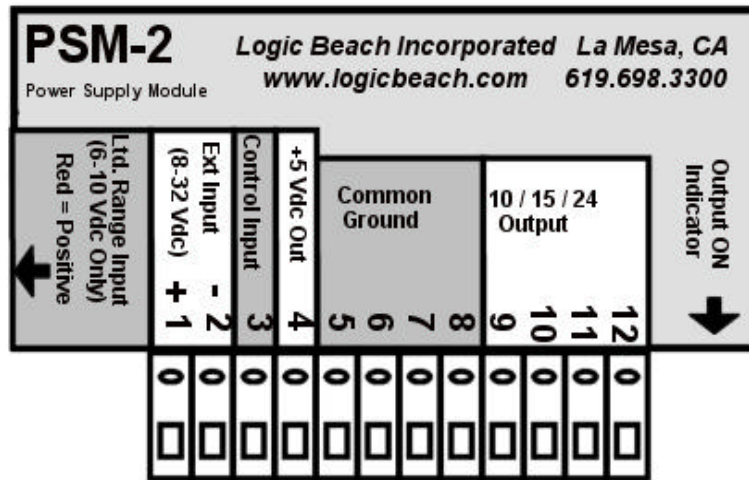 PSM-2
Power Supply Module
Logic Beach Incorporated La Mesa, CA
www.logicbeach.com 619.698.3300
Ltd. Range Input
(6-10 Vdc Only)
Red = Positive
Ext Input
(8-32 Vdc)
+ -
Control Input
+5 Vdc Out
Common
Ground
10 / 15 / 24
Output
Output ON
Indicator
1 2 3 4 5 6 7 8 9 10 11 12